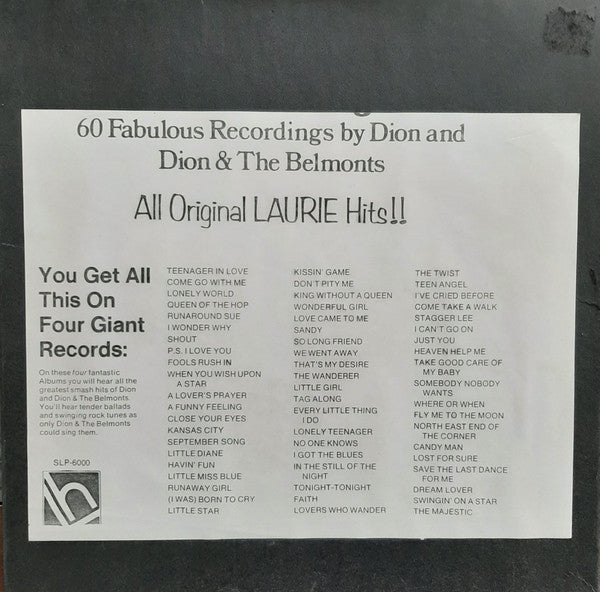 60 Fabulous Recordings by Dion and
Dion & The Belmonts
All Original LAURIE Hits!!
You Get All
This On
Four Giant
Records:
On these four fantastic
Albums you will hear all the
greatest smash hits of Dion
and Dion & The Belmonts.
You'll hear tender ballads
and swinging rock tunes as
only Dion & The Belmonts
could sing them.
SLP-6000
h
TEENAGER IN LOVE
COME GO WITH ME
LONELY WORLD
QUEEN OF THE HOP
RUNAROUND SUE
I WONDER WHY
SHOUT
P.S. I LOVE YOU
FOOLS RUSH IN
WHEN YOU WISH UPON
A STAR
A LOVER'S PRAYER
A FUNNY FEELING
CLOSE YOUR EYES
KANSAS CITY
SEPTEMBER SONG
LITTLE DIANE
HAVIN' FUN
LITTLE MISS BLUE
RUNAWAY GIRL
(I WAS) BORN TO CRY
LITTLE STAR
KISSIN' GAME
DON'T PITY ME
KING WITHOUT A QUEEN
WONDERFUL GIRL
LOVE CAME TO ME
SANDY
SO LONG FRIEND
WE WENT AWAY
THAT'S MY DESIRE
THE WANDERER
LITTLE GIRL
TAG ALONG
EVERY LITTLE THING
I DO
LONELY TEENAGER
NO ONE KNOWS
I GOT THE BLUES
IN THE STILL OF THE
NIGHT
TONIGHT-TONIGHT
FAITH
LOVERS WHO WANDER
THE TWIST
TEEN ANGEL
I'VE CRIED BEFORE
COME TAKE A WALK
STAGGER LEE
I CAN'T GO ON
JUST YOU
HEAVEN HELP ME
TAKE GOOD CARE OF
MY BABY
SOMEBODY NOBODY
WANTS
WHERE OR WHEN
FLY ME TO THE MOON
NORTH EAST END OF
THE CORNER
CANDY MAN
LOST FOR SURE
SAVE THE LAST DANCE
FOR ME
DREAM LOVER
SWINGIN' ON A STAR
THE MAJESTIC